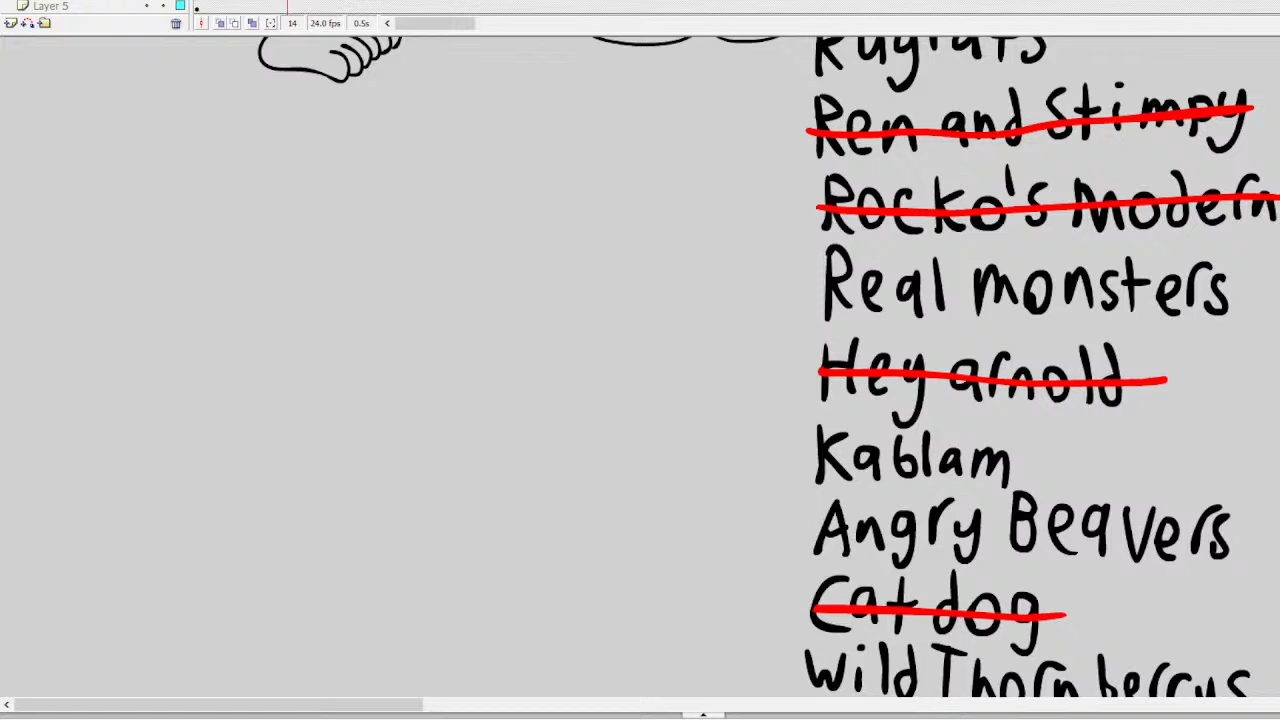 Layer 5
14 24.0 fps 0.5s
Rugrats
Ren and Stimpy
Rocko's Modern
Real monsters
Hey arnold
Kablam
Angry Beavers
Catdog
Wild Thornberrys